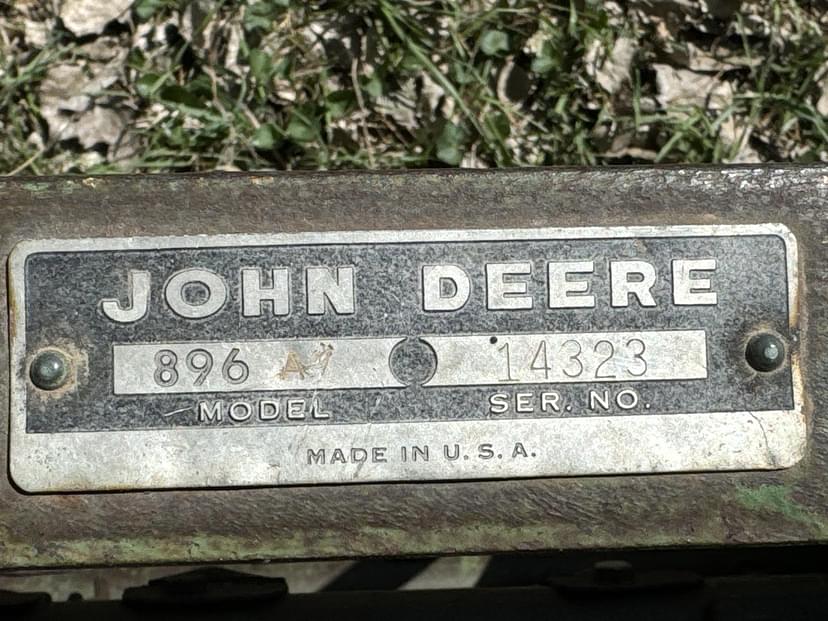 JOHN DEERE
896 A 14323
MODEL SER. NO.
MADE IN U.S.A.